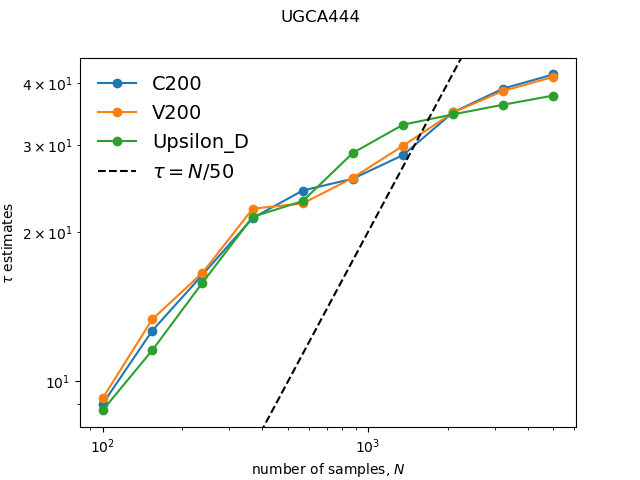 UGCA444
C200
V200
Upsilon_D
τ = N/50
4 × 10¹
3 × 10¹
2 × 10¹
10¹
τ estimates
10²
10³
number of samples, N